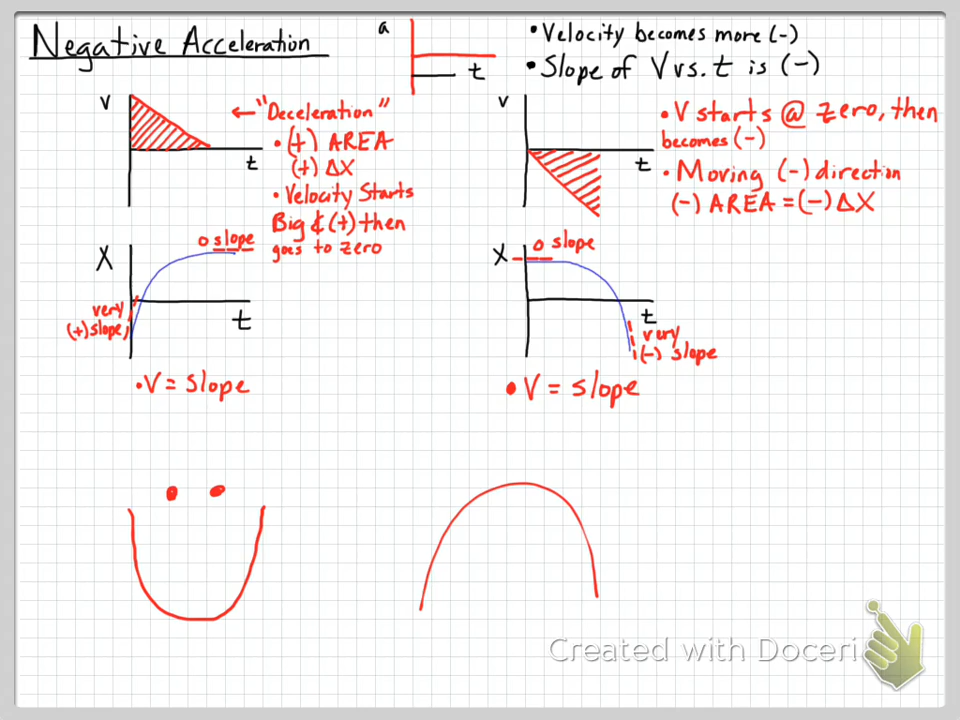 Negative Acceleration
a
t
• Velocity becomes more (-)
• Slope of V vs. t is (-)
V
t
← "Deceleration"
• (+) AREA
(+) ΔX
• Velocity Starts
Big & (+) then
goes to zero
V
t
• V starts @ zero, then
becomes (-)
• Moving (-) direction
(-) AREA = (-) ΔX
X
t
0 slope
very
(+) slope
• V = slope
X
t
0 slope
very
(-) slope
• V = slope
Created with Doceri